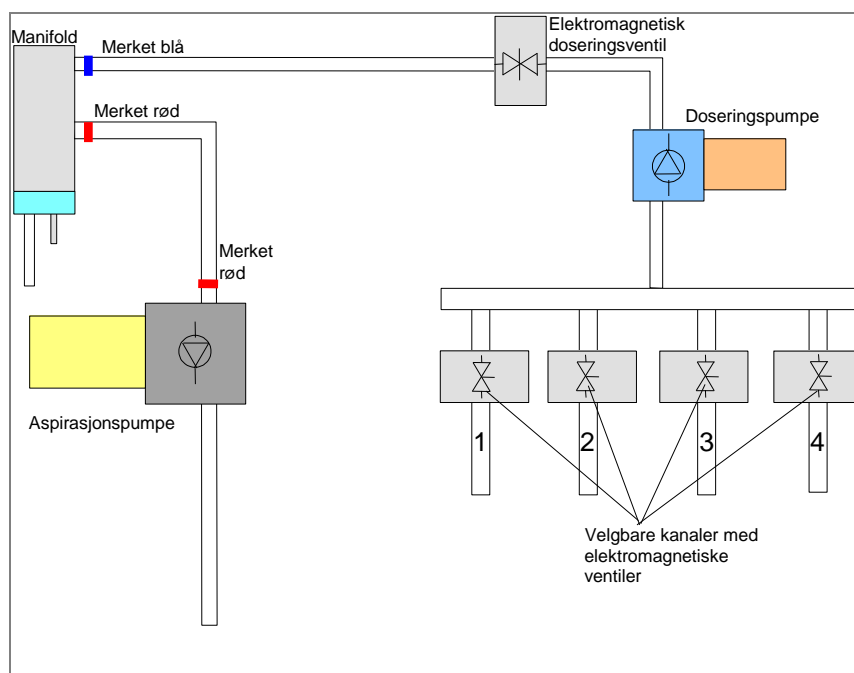 Manifold
Merket blå
Elektromagnetisk
doseringsventil
Merket rød
Doseringspumpe
Merket
rød
Aspirasjonspumpe
1 2 3 4
Velgbare kanaler med
elektromagnetiske
ventiler